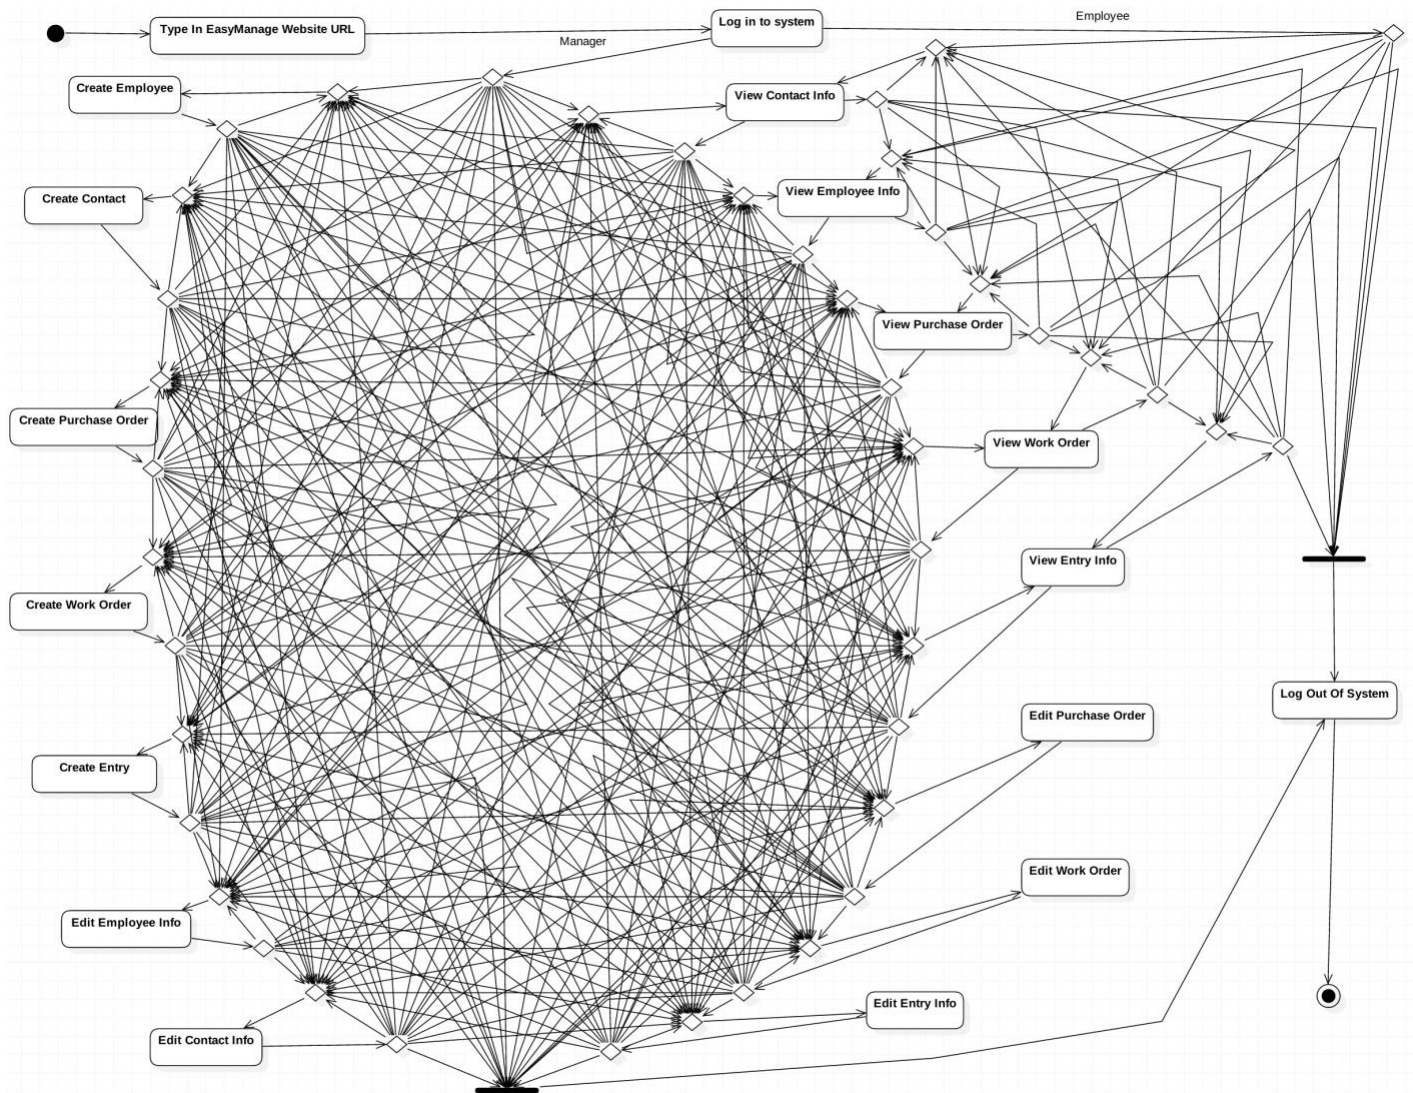 Employee
Type In EasyManage Website URL
Log in to system
Manager
Create Employee
View Contact Info
View Employee Info
Create Contact
View Purchase Order
Create Purchase Order
View Work Order
View Entry Info
Create Work Order
Log Out Of System
Edit Purchase Order
Create Entry
Edit Work Order
Edit Employee Info
Edit Entry Info
Edit Contact Info